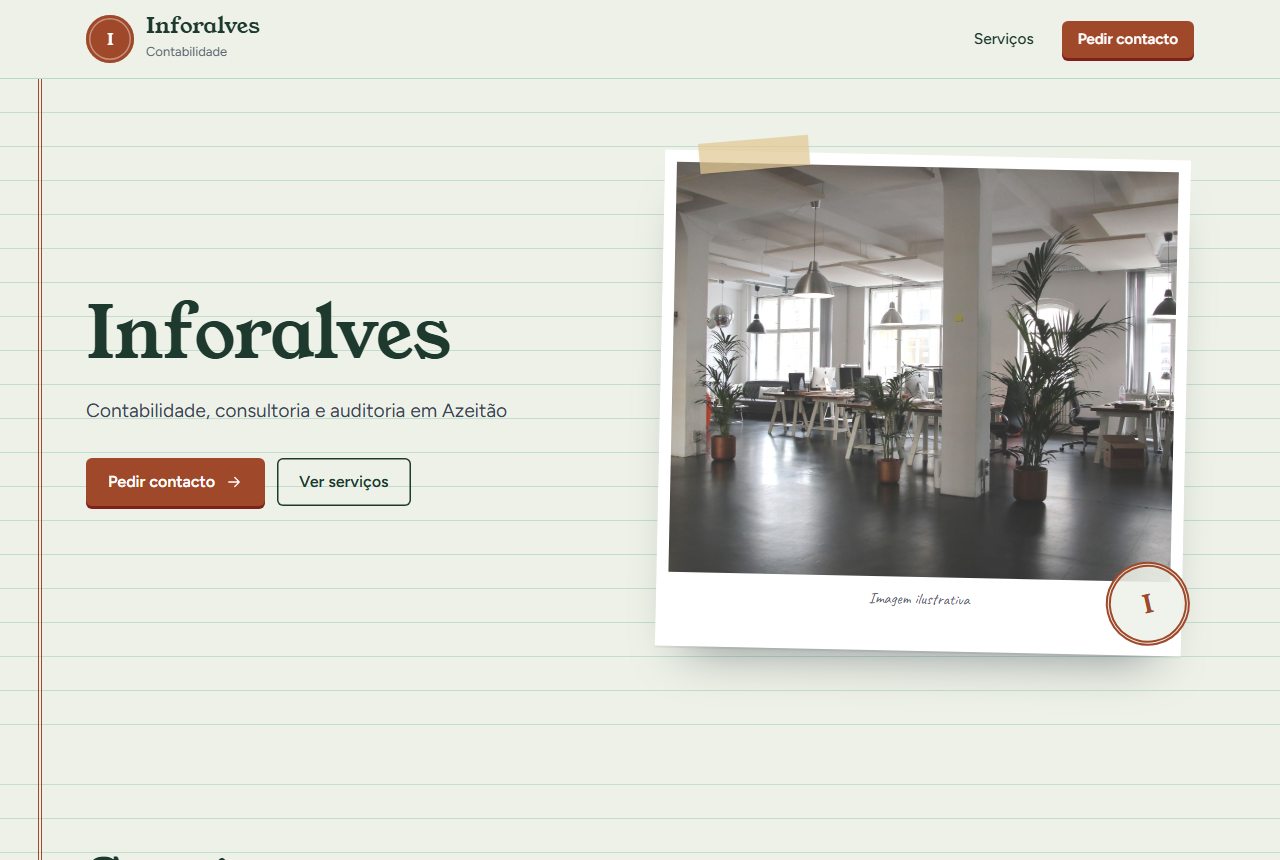 I
Inforalves
Contabilidade
Serviços
Pedir contacto
Inforalves
Contabilidade, consultoria e auditoria em Azeitão
Pedir contacto →
Ver serviços
Imagem ilustrativa
I